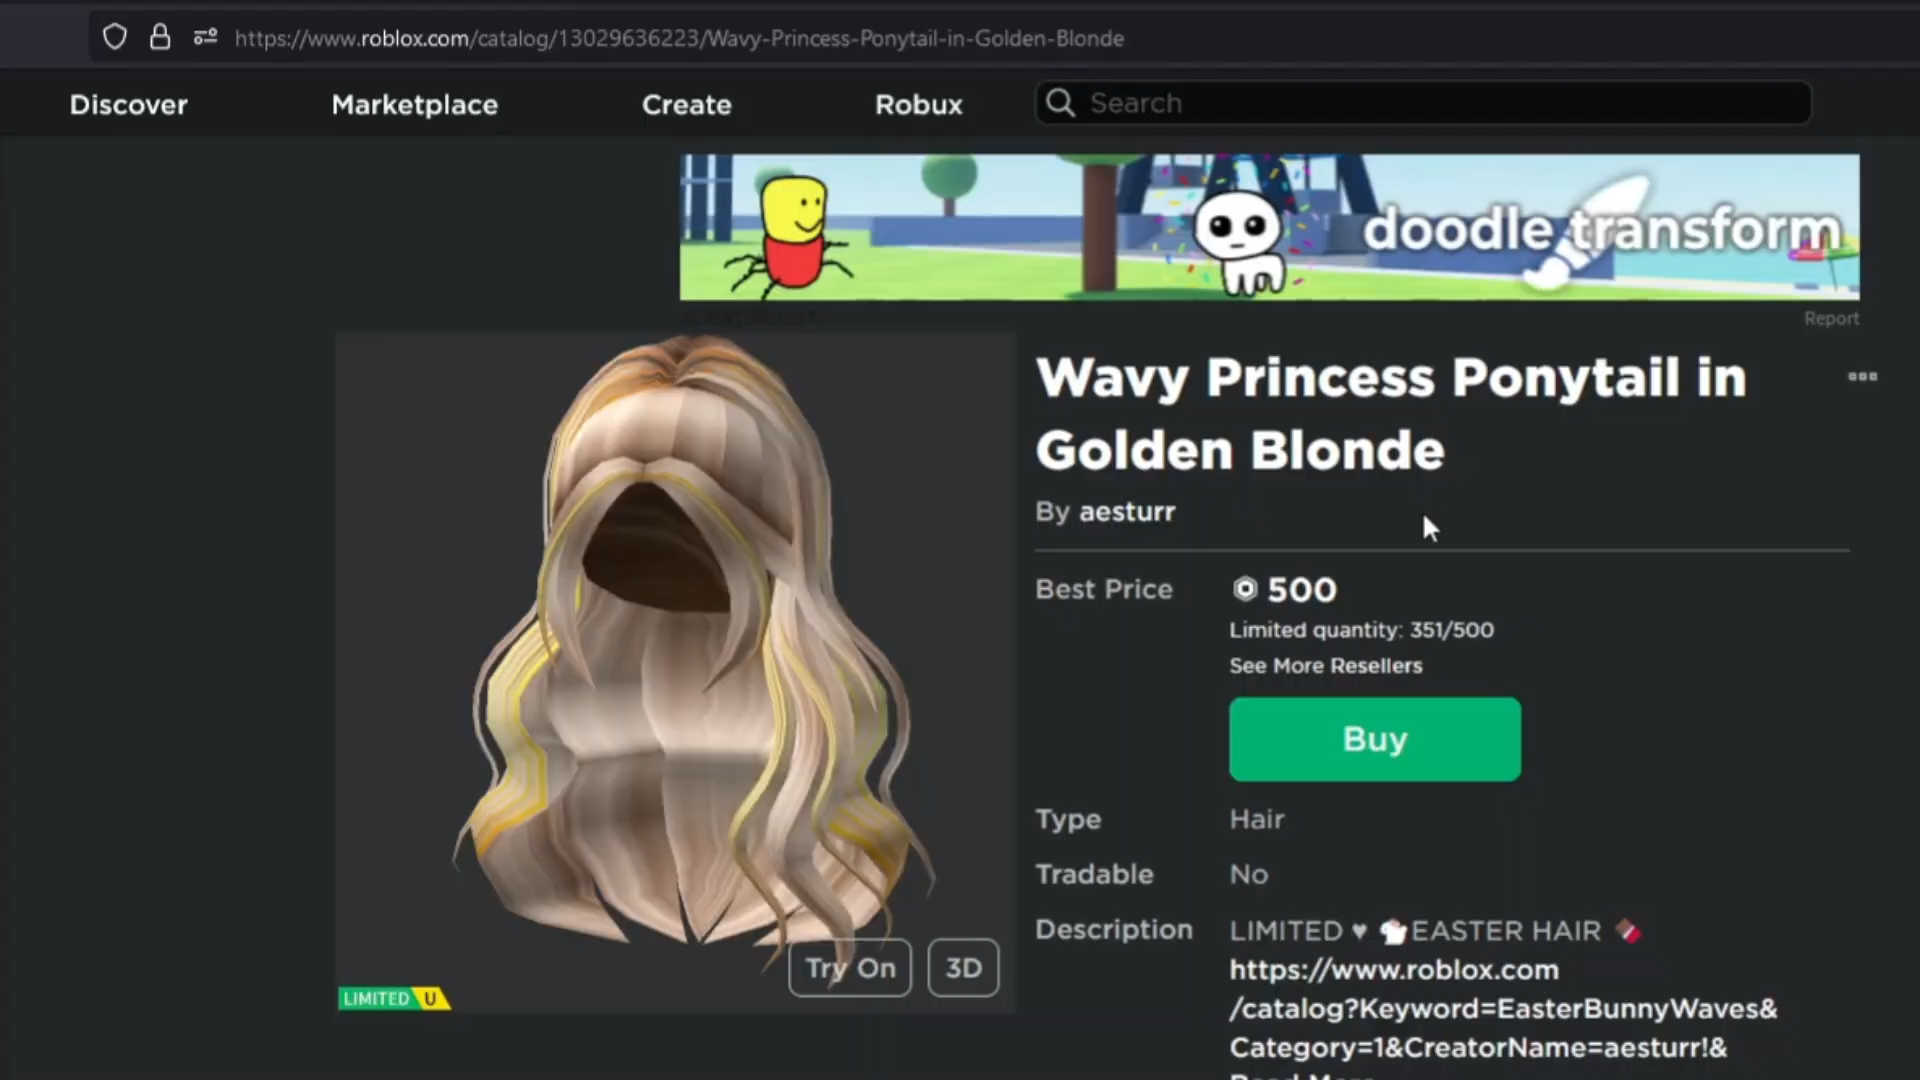 https://www.roblox.com/catalog/13029636223/Wavy-Princess-Ponytail-in-Golden-Blonde
Discover
Marketplace
Create
Robux
Search
doodle transform
Report
Wavy Princess Ponytail in
Golden Blonde
By aesturr
Best Price
500
Limited quantity: 351/500
See More Resellers
Buy
Type
Hair
Tradable
No
Description
LIMITED ♥ 🐇EASTER HAIR 🍫
https://www.roblox.com
/catalog?Keyword=EasterBunnyWaves&
Category=1&CreatorName=aesturr!&
Read More
Try On
3D
LIMITED U